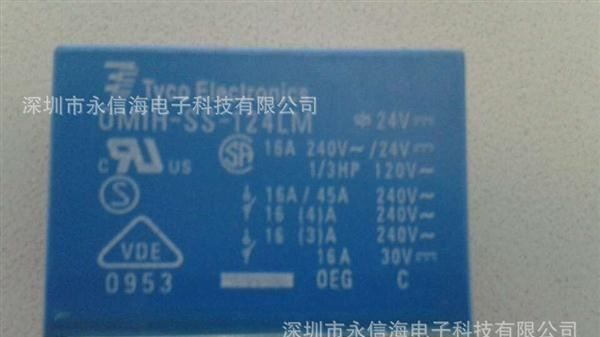 Tyco Electronics
深圳市永信海电子科技有限公司
OMIH-SS-124LM 24V
c UR US SA 16A 240V~ /24V
1/3HP 120V~
S 16A / 45A 240V~
16 (4)A 240V~
VDE 16 (3)A 240V~
16A 30V
0953 OEG C
深圳市永信海电子科技有限公司